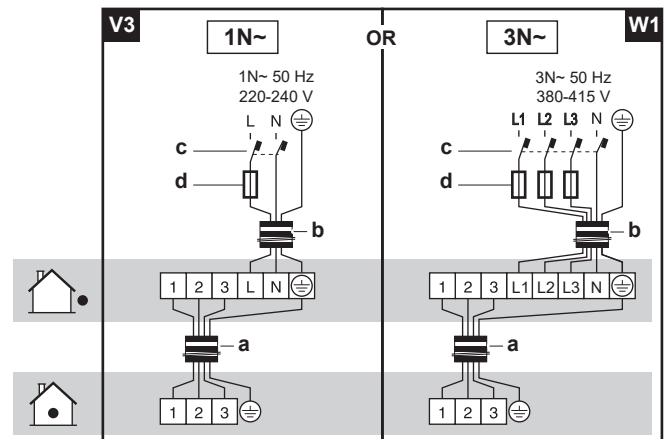 V3
1N~
OR
3N~
W1
1N~ 50 Hz
220-240 V
L N
c
d
b
1 2 3 L N
a
1 2 3
3N~ 50 Hz
380-415 V
L1 L2 L3 N
c
d
b
1 2 3 L1 L2 L3 N
a
1 2 3